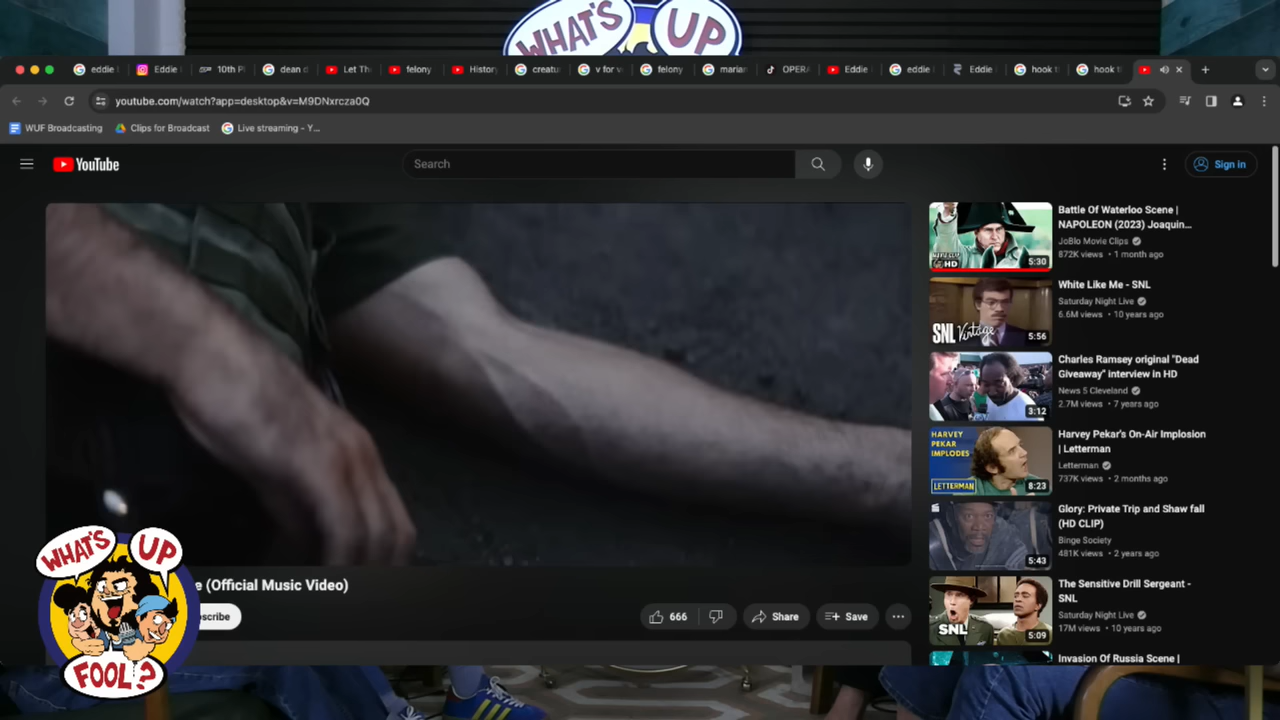 WHAT'S UP
eddie
Eddie
10th P
dean d
Let Th
felony
Histor
creatu
v for v
felony
marian
OPER
Eddie
eddie
Eddie
hook t
hook t
youtube.com/watch?app=desktop&v=M9DNxrcza0Q
WUF Broadcasting
Clips for Broadcast
Live streaming - Y...
YouTube
Search
Sign in
Battle Of Waterloo Scene |
NAPOLEON (2023) Joaquin...
JoBlo Movie Clips
872K views • 1 month ago
HD
5:30
White Like Me - SNL
Saturday Night Live
6.6M views • 10 years ago
SNL Vintage
5:56
Charles Ramsey original "Dead
Giveaway" interview in HD
News 5 Cleveland
2.7M views • 7 years ago
3:12
HARVEY
PEKAR
IMPLODES
LETTERMAN
8:23
Harvey Pekar's On-Air Implosion
| Letterman
Letterman
737K views • 2 months ago
Glory: Private Trip and Shaw fall
(HD CLIP)
Binge Society
481K views • 2 years ago
5:43
The Sensitive Drill Sergeant -
SNL
Saturday Night Live
17M views • 10 years ago
SNL
5:09
Invasion Of Russia Scene |
e (Official Music Video)
scribe
666
Share
Save
WHAT'S UP
FOOL?